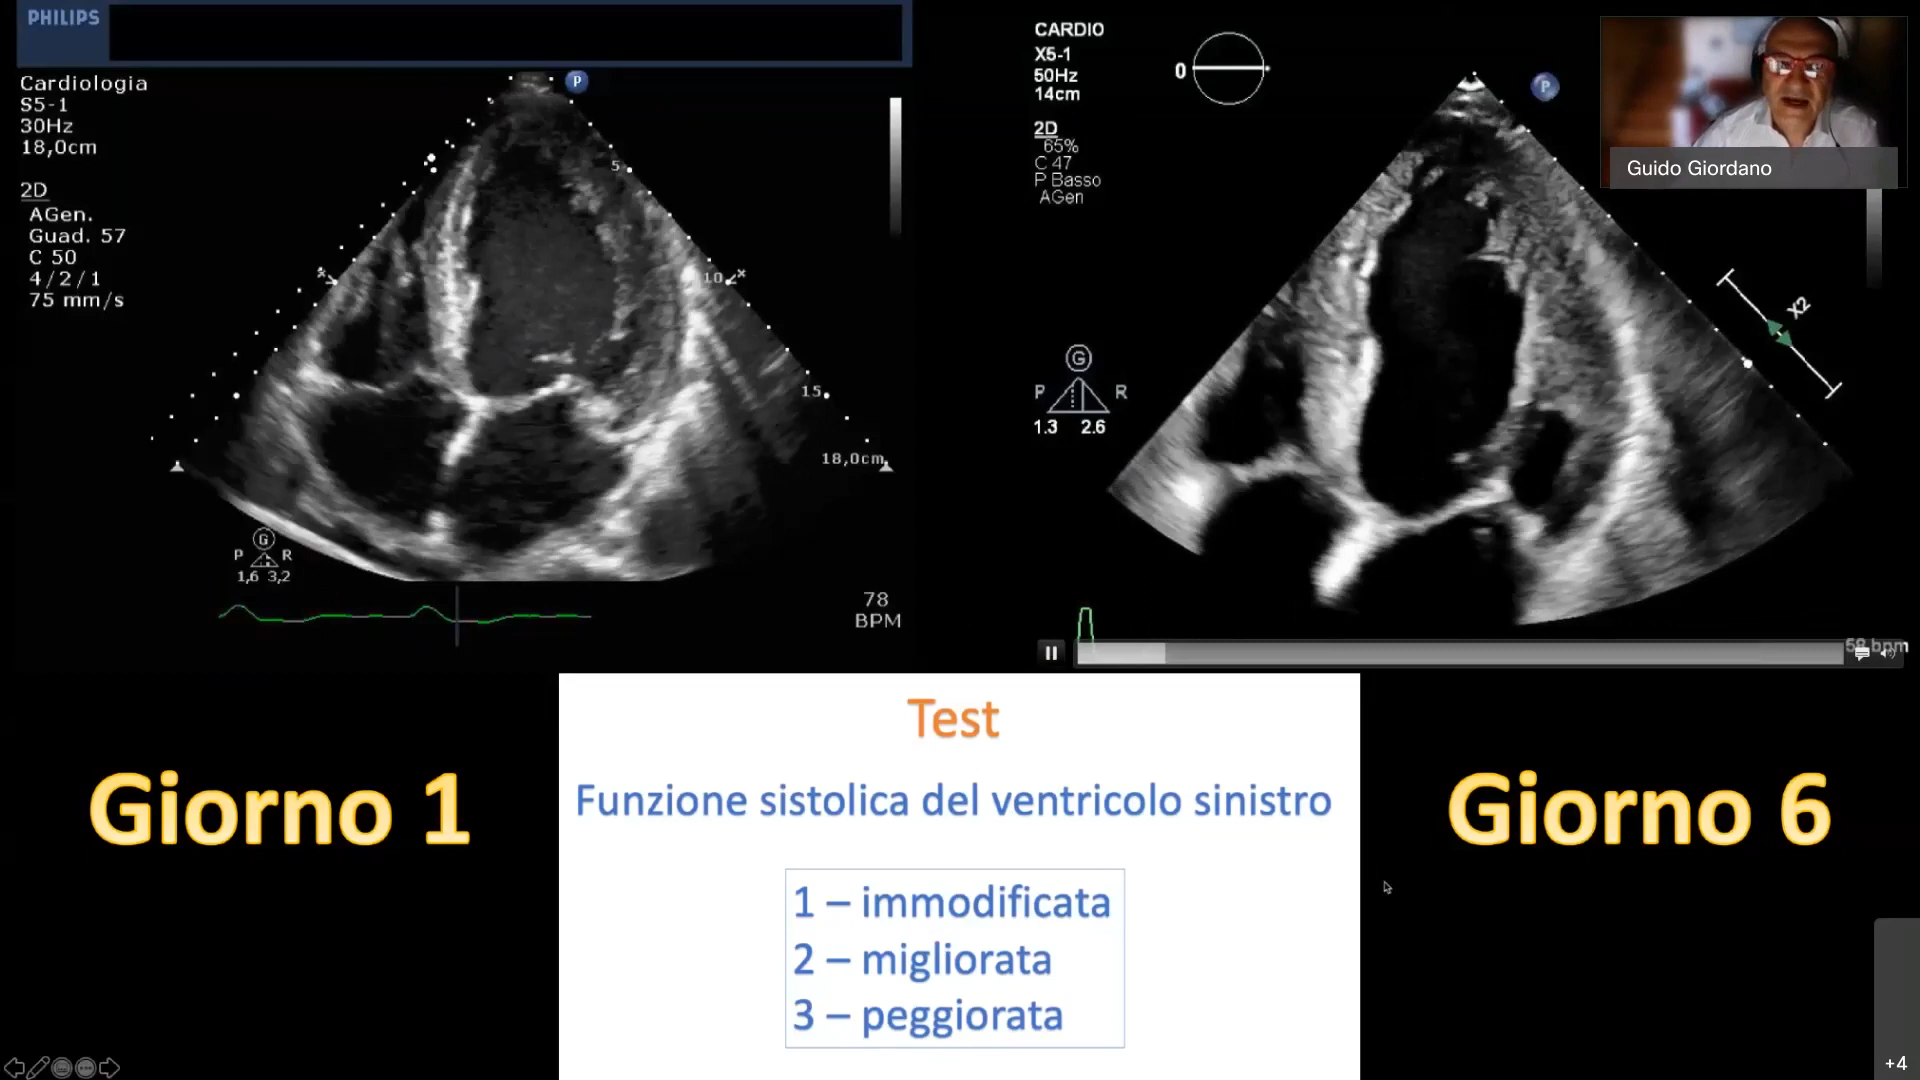 PHILIPS
Cardiologia
S5-1
30Hz
18,0cm
2D
AGen.
Guad. 57
C 50
4/2/1
75 mm/s
P
5
10
15
18,0cm
G
P R
1,6 3,2
78
BPM
CARDIO
X5-1
50Hz
14cm
2D
65%
C 47
P Basso
AGen
0
P
G
P R
1.3 2.6
X2
58 bpm
Guido Giordano
Giorno 1
Test
Funzione sistolica del ventricolo sinistro
1 – immodificata
2 – migliorata
3 – peggiorata
Giorno 6
+4